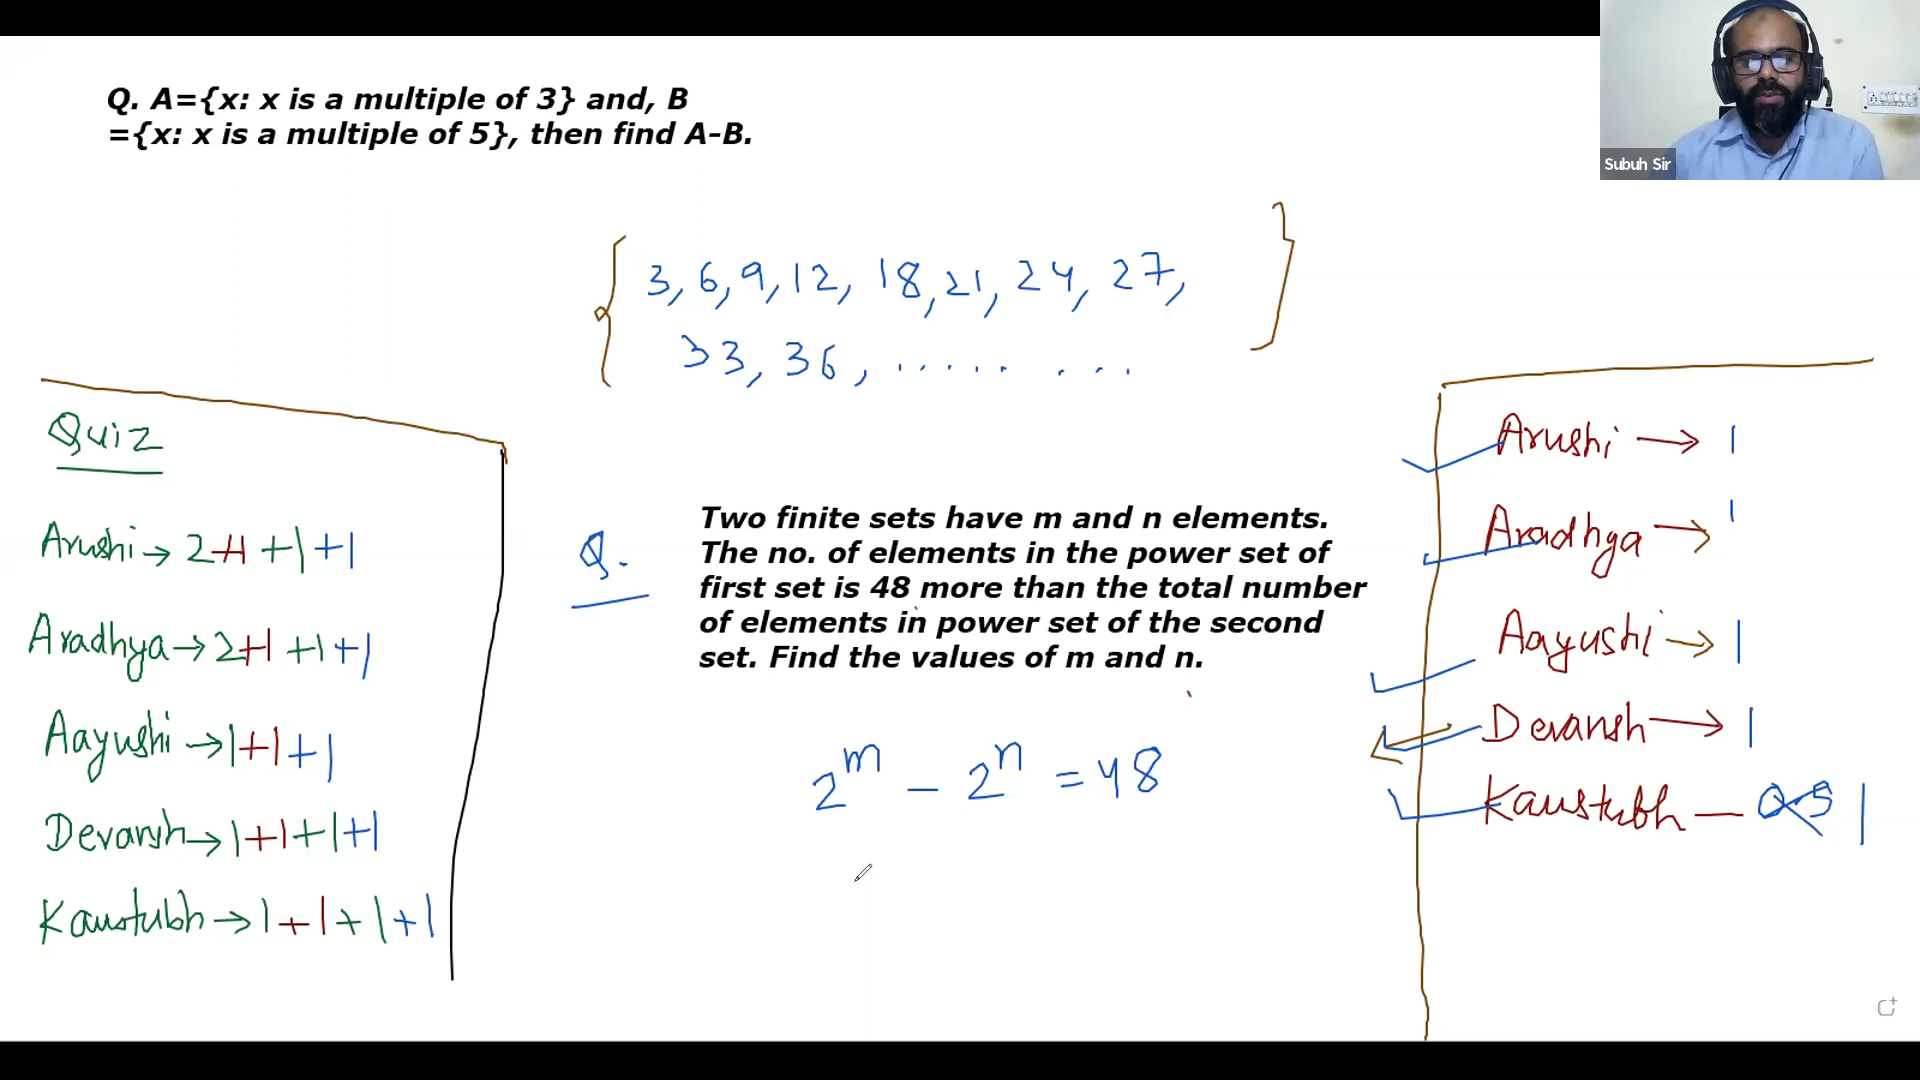 Q. A={x: x is a multiple of 3} and, B
={x: x is a multiple of 5}, then find A-B.
Subuh Sir
{ 3, 6, 9, 12, 18, 21, 24, 27, }
33, 36, ..... ...
Quiz
Arushi → 2+1 +1 +1
Aradhya → 2+1 +1 +1
Aayushi → 1+1 +1
Devansh → 1+1+1+1
Kaustubh → 1+1+1+1
Q.
Two finite sets have m and n elements.
The no. of elements in the power set of
first set is 48 more than the total number
of elements in power set of the second
set. Find the values of m and n.
2^m - 2^n = 48
Arushi → 1
Aradhya → 1
Aayushi → 1
Devansh → 1
Kaustubh — 1